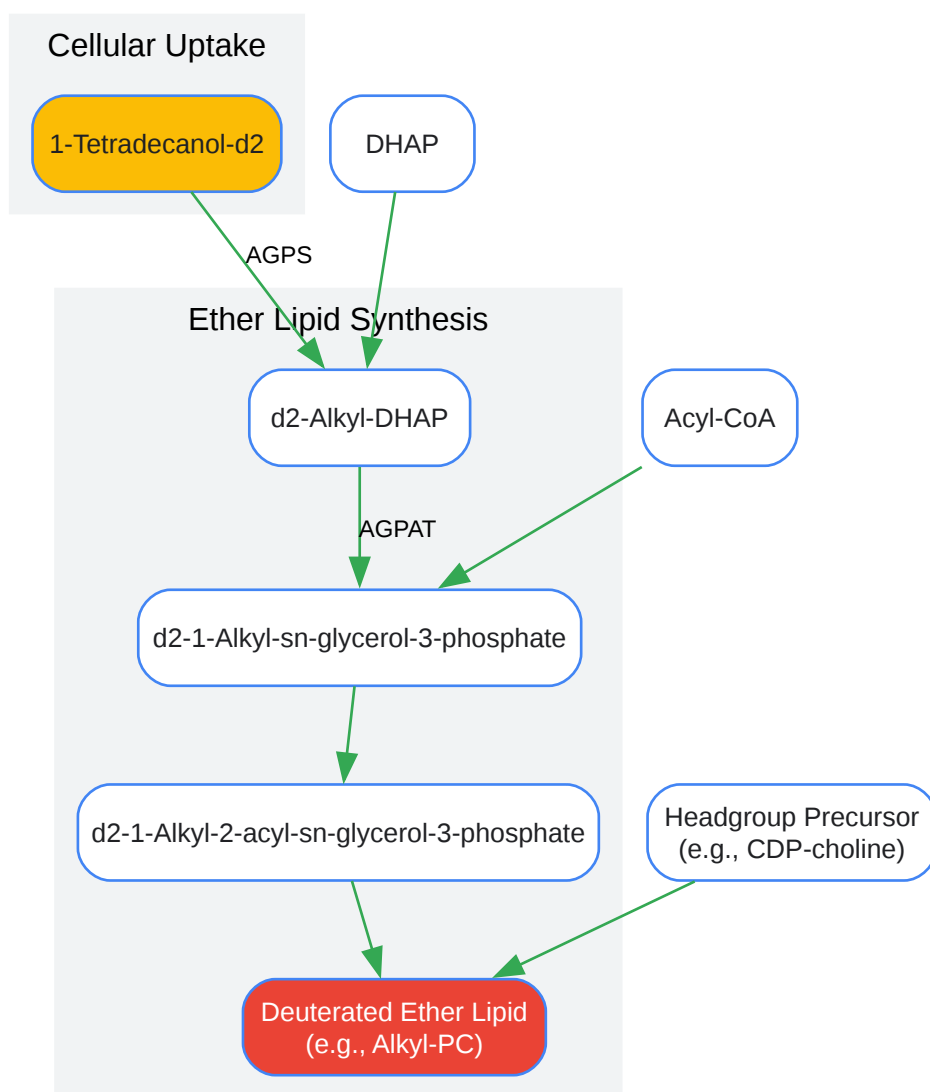 Cellular Uptake
1-Tetradecanol-d2
DHAP
AGPS
Ether Lipid Synthesis
d2-Alkyl-DHAP
Acyl-CoA
AGPAT
d2-1-Alkyl-sn-glycerol-3-phosphate
d2-1-Alkyl-2-acyl-sn-glycerol-3-phosphate
Headgroup Precursor
(e.g., CDP-choline)
Deuterated Ether Lipid
(e.g., Alkyl-PC)